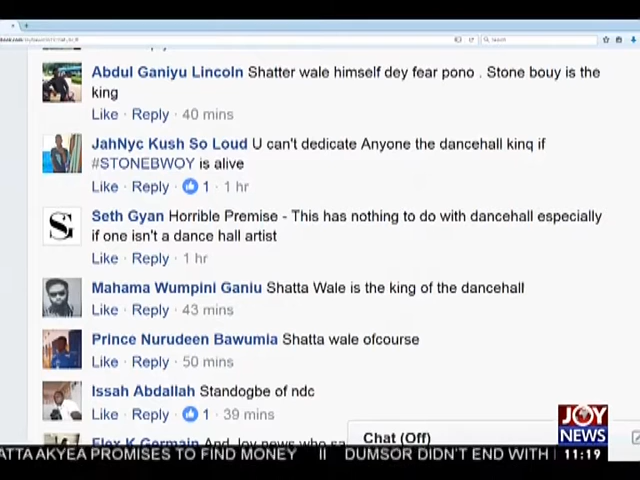 Abdul Ganiyu Lincoln Shatter wale himself dey fear pono . Stone bouy is the
king
Like · Reply · 40 mins
JahNyc Kush So Loud U can't dedicate Anyone the dancehall kinq if
#STONEBWOY is alive
Like · Reply · 1 · 1 hr
Seth Gyan Horrible Premise - This has nothing to do with dancehall especially
if one isn't a dance hall artist
Like · Reply · 1 hr
Mahama Wumpini Ganiu Shatta Wale is the king of the dancehall
Like · Reply · 43 mins
Prince Nurudeen Bawumia Shatta wale ofcourse
Like · Reply · 50 mins
Issah Abdallah Standogbe of ndc
Like · Reply · 1 · 39 mins
Flex K Germain And Joy news who sa
Chat (Off)
JOY
NEWS
ATTA AKYEA PROMISES TO FIND MONEY II DUMSOR DIDN'T END WITH
11:19